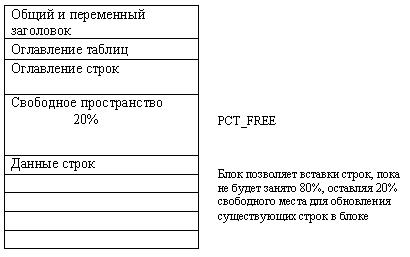 Общий и переменный
заголовок
Оглавление таблиц
Оглавление строк
Свободное пространство
20%
PCT_FREE
Данные строк
Блок позволяет вставки строк, пока
не будет занято 80%, оставляя 20%
свободного места для обновления
существующих строк в блоке